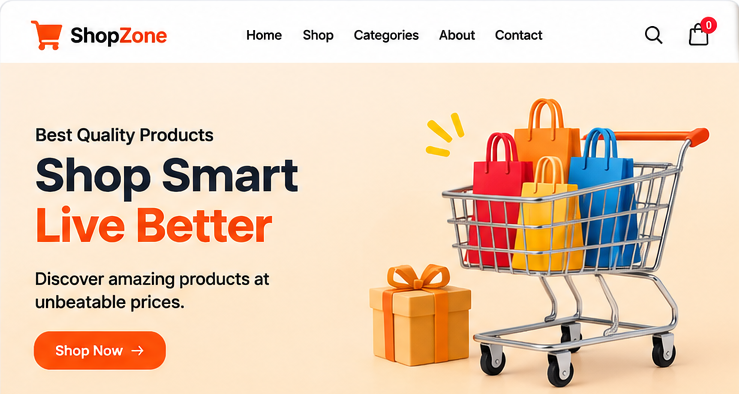 ShopZone
Home Shop Categories About Contact
0
Best Quality Products
Shop Smart
Live Better
Discover amazing products at
unbeatable prices.
Shop Now →